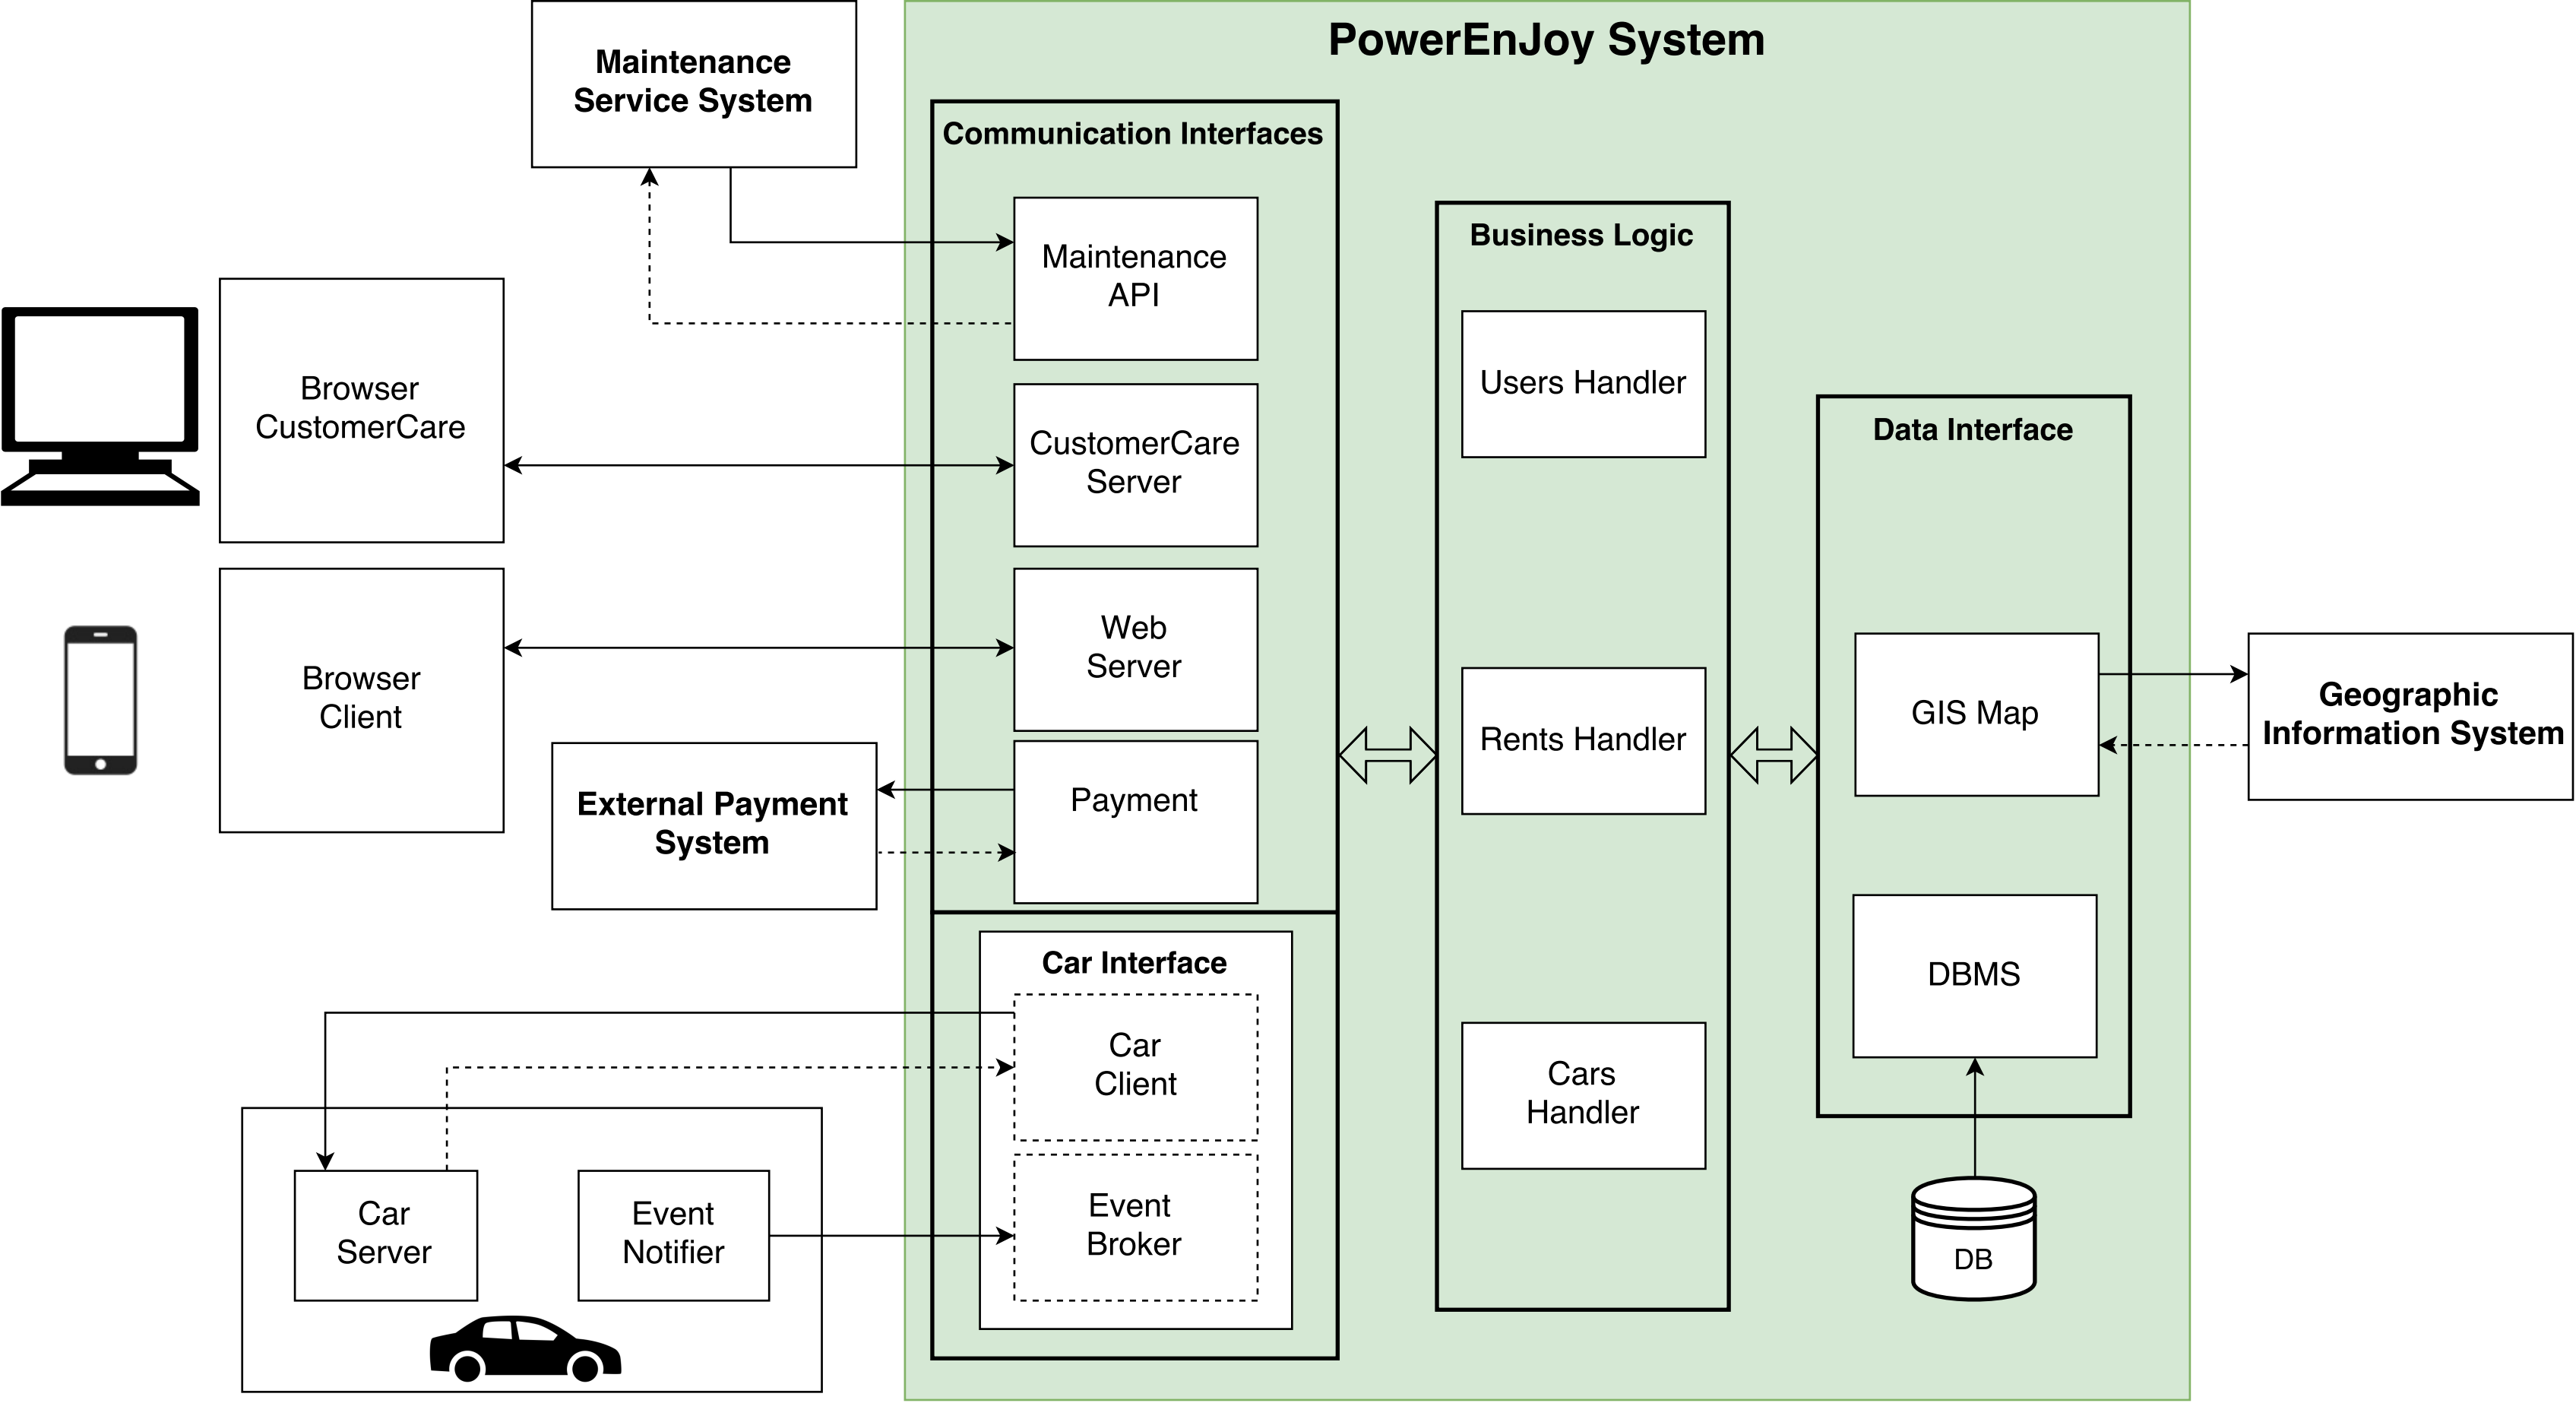 PowerEnJoy System
Maintenance
Service System
Communication Interfaces
Maintenance
API
Business Logic
Browser
CustomerCare
CustomerCare
Server
Users Handler
Data Interface
Browser
Client
Web
Server
Rents Handler
GIS Map
Geographic
Information System
External Payment
System
Payment
Car Interface
Car
Client
Cars
Handler
DBMS
Car
Server
Event
Notifier
Event
Broker
DB